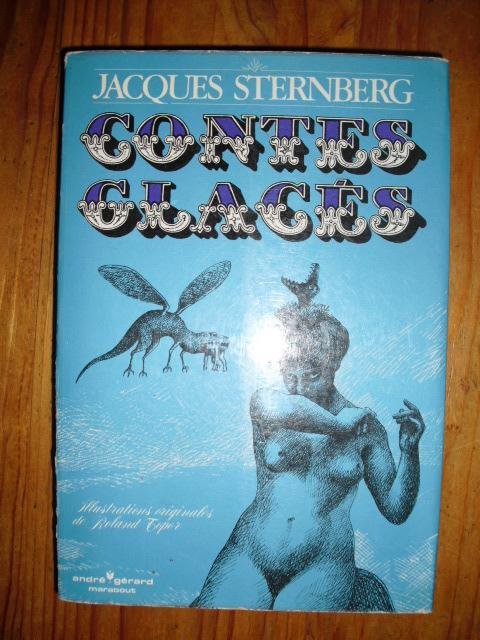 JACQUES STERNBERG
CONTES
GLACÉS
Illustrations originales
de Roland Topor
andré gérard
marabout